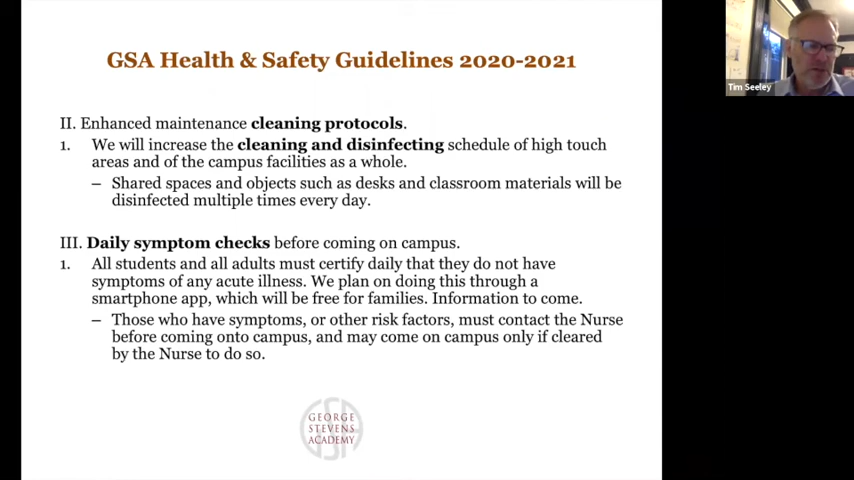 GSA Health & Safety Guidelines 2020-2021
II. Enhanced maintenance cleaning protocols.
1. We will increase the cleaning and disinfecting schedule of high touch
areas and of the campus facilities as a whole.
– Shared spaces and objects such as desks and classroom materials will be
disinfected multiple times every day.
III. Daily symptom checks before coming on campus.
1. All students and all adults must certify daily that they do not have
symptoms of any acute illness. We plan on doing this through a
smartphone app, which will be free for families. Information to come.
– Those who have symptoms, or other risk factors, must contact the Nurse
before coming onto campus, and may come on campus only if cleared
by the Nurse to do so.
GEORGE
STEVENS
ACADEMY
Tim Seeley